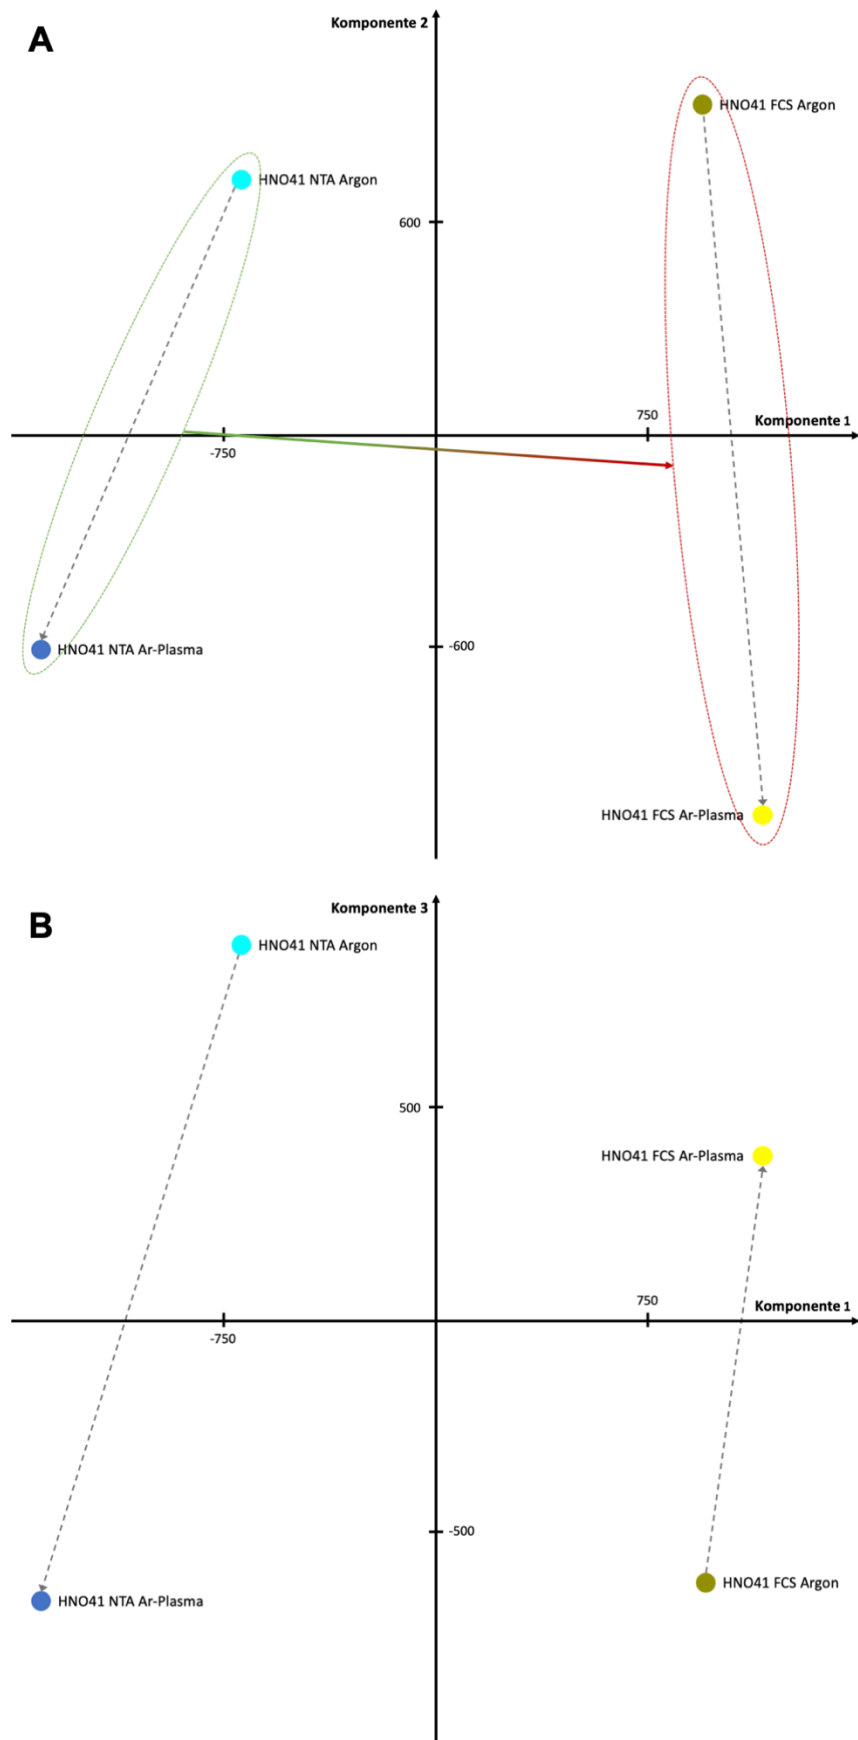 A
Komponente 2
HNO41 FCS Argon
HNO41 NTA Argon
600
750
Komponente 1
-750
-600
HNO41 NTA Ar-Plasma
HNO41 FCS Ar-Plasma
B
Komponente 3
HNO41 NTA Argon
500
HNO41 FCS Ar-Plasma
750
Komponente 1
-750
-500
HNO41 FCS Argon
HNO41 NTA Ar-Plasma